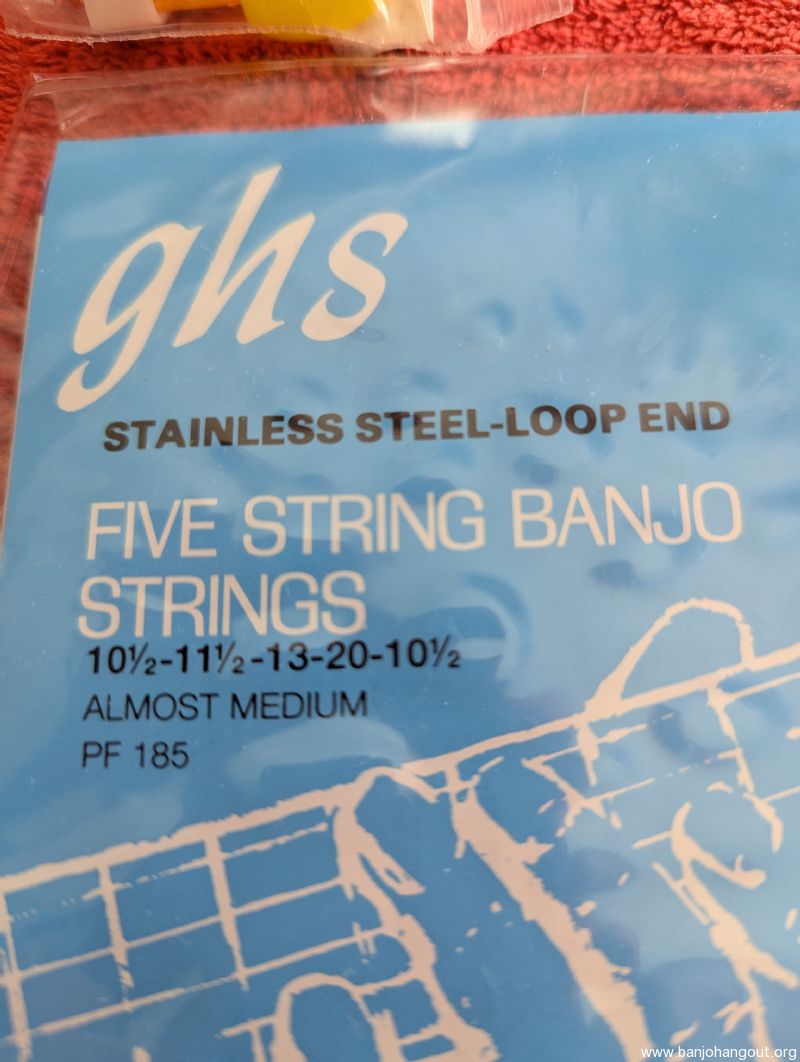 ghs
STAINLESS STEEL-LOOP END
FIVE STRING BANJO
STRINGS
10½-11½-13-20-10½
ALMOST MEDIUM
PF 185
www.banjohangout.org